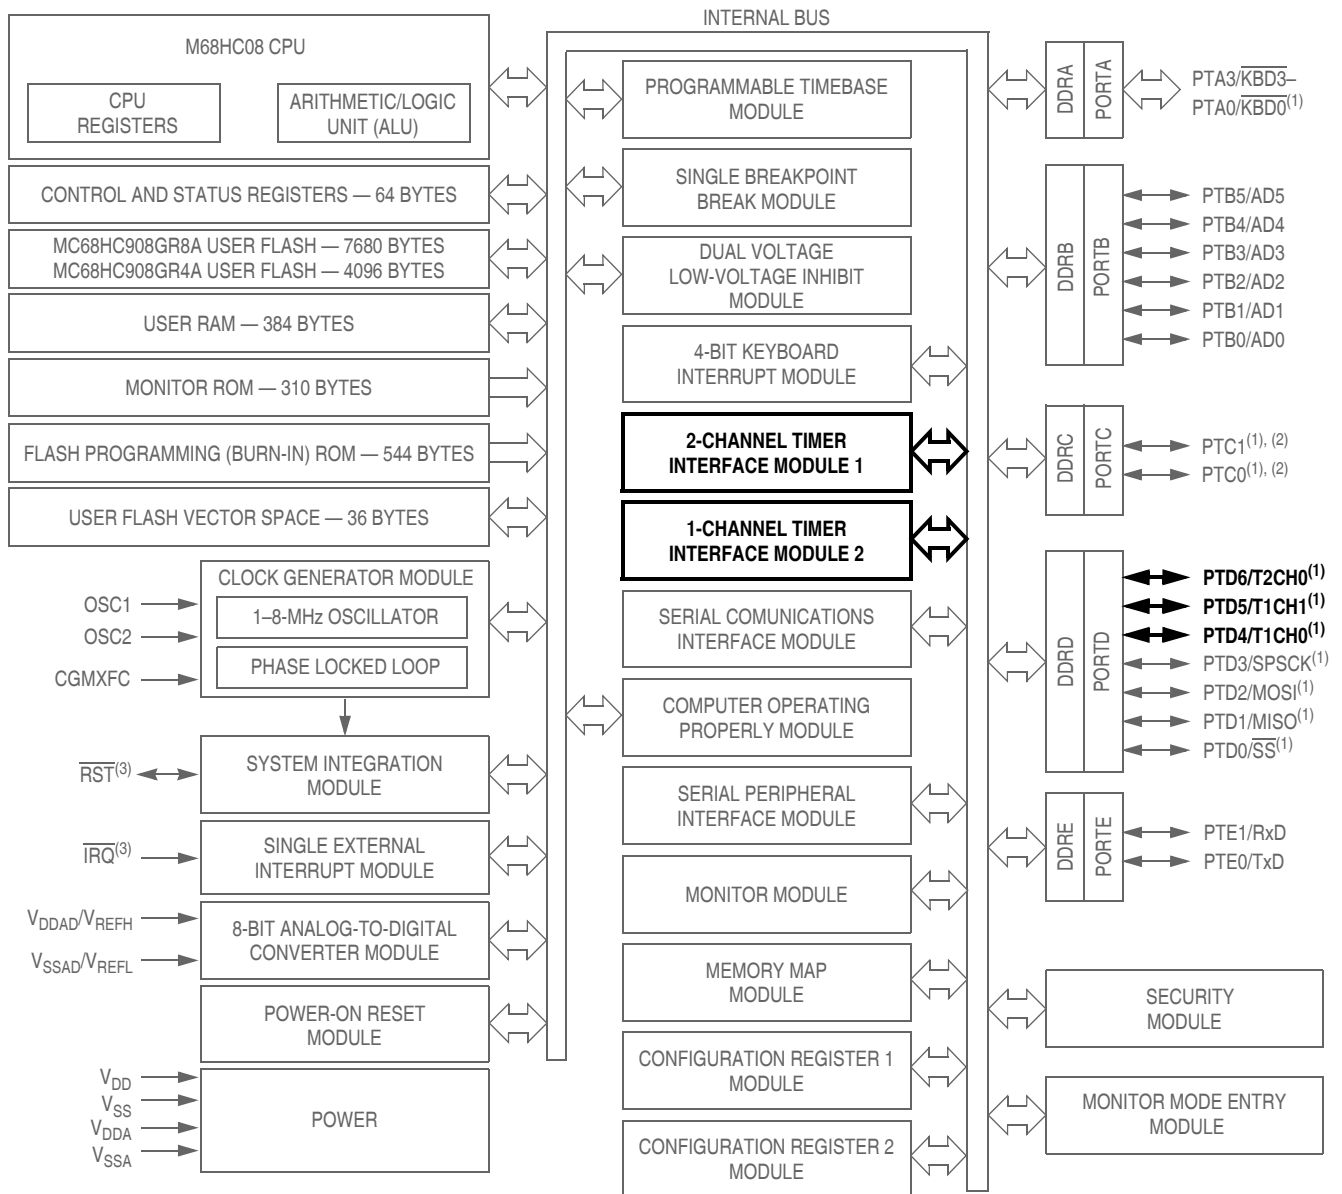 INTERNAL BUS
M68HC08 CPU
CPU
REGISTERS
ARITHMETIC/LOGIC
UNIT (ALU)
CONTROL AND STATUS REGISTERS — 64 BYTES
MC68HC908GR8A USER FLASH — 7680 BYTES
MC68HC908GR4A USER FLASH — 4096 BYTES
USER RAM — 384 BYTES
MONITOR ROM — 310 BYTES
FLASH PROGRAMMING (BURN-IN) ROM — 544 BYTES
USER FLASH VECTOR SPACE — 36 BYTES
CLOCK GENERATOR MODULE
1–8-MHz OSCILLATOR
PHASE LOCKED LOOP
OSC1
OSC2
CGMXFC
SYSTEM INTEGRATION
MODULE
RST(3)
SINGLE EXTERNAL
INTERRUPT MODULE
IRQ(3)
8-BIT ANALOG-TO-DIGITAL
CONVERTER MODULE
VDDAD/VREFH
VSSAD/VREFL
POWER-ON RESET
MODULE
POWER
VDD
VSS
VDDA
VSSA
PROGRAMMABLE TIMEBASE
MODULE
SINGLE BREAKPOINT
BREAK MODULE
DUAL VOLTAGE
LOW-VOLTAGE INHIBIT
MODULE
4-BIT KEYBOARD
INTERRUPT MODULE
2-CHANNEL TIMER
INTERFACE MODULE 1
1-CHANNEL TIMER
INTERFACE MODULE 2
SERIAL COMUNICATIONS
INTERFACE MODULE
COMPUTER OPERATING
PROPERLY MODULE
SERIAL PERIPHERAL
INTERFACE MODULE
MONITOR MODULE
MEMORY MAP
MODULE
CONFIGURATION REGISTER 1
MODULE
CONFIGURATION REGISTER 2
MODULE
DDRA
PORTA
PTA3/KBD3–
PTA0/KBD0(1)
DDRB
PORTB
PTB5/AD5
PTB4/AD4
PTB3/AD3
PTB2/AD2
PTB1/AD1
PTB0/AD0
DDRC
PORTC
PTC1(1), (2)
PTC0(1), (2)
DDRD
PORTD
PTD6/T2CH0(1)
PTD5/T1CH1(1)
PTD4/T1CH0(1)
PTD3/SPSCK(1)
PTD2/MOSI(1)
PTD1/MISO(1)
PTD0/SS(1)
DDRE
PORTE
PTE1/RxD
PTE0/TxD
SECURITY
MODULE
MONITOR MODE ENTRY
MODULE